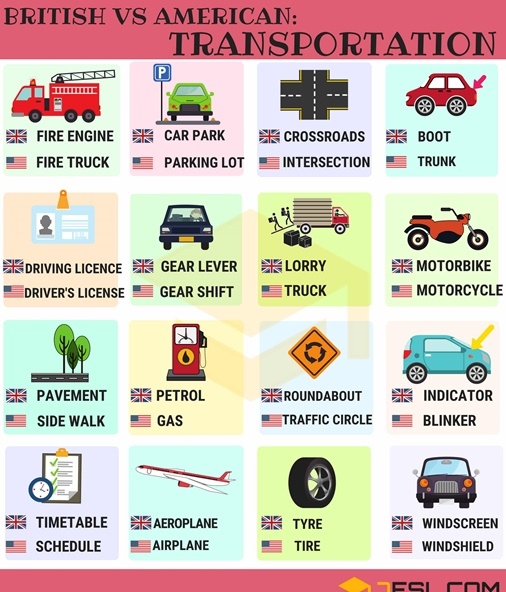 BRITISH VS AMERICAN:
TRANSPORTATION
FIRE ENGINE
FIRE TRUCK
P
CAR PARK
PARKING LOT
CROSSROADS
INTERSECTION
BOOT
TRUNK
DRIVING LICENCE
DRIVER'S LICENSE
GEAR LEVER
GEAR SHIFT
LORRY
TRUCK
MOTORBIKE
MOTORCYCLE
PAVEMENT
SIDE WALK
PETROL
GAS
ROUNDABOUT
TRAFFIC CIRCLE
INDICATOR
BLINKER
TIMETABLE
SCHEDULE
AEROPLANE
AIRPLANE
TYRE
TIRE
WINDSCREEN
WINDSHIELD
7ESL.COM